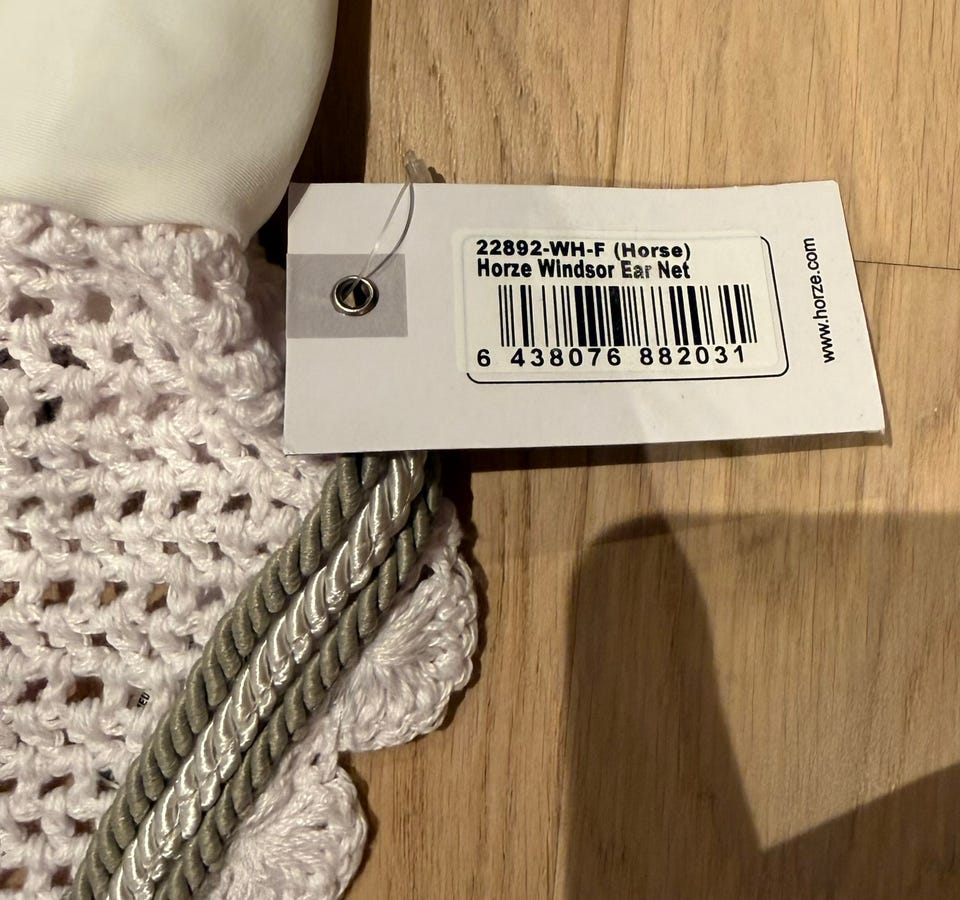 22892-WH-F (Horse)
Horze Windsor Ear Net
6 438076 882031
www.horze.com